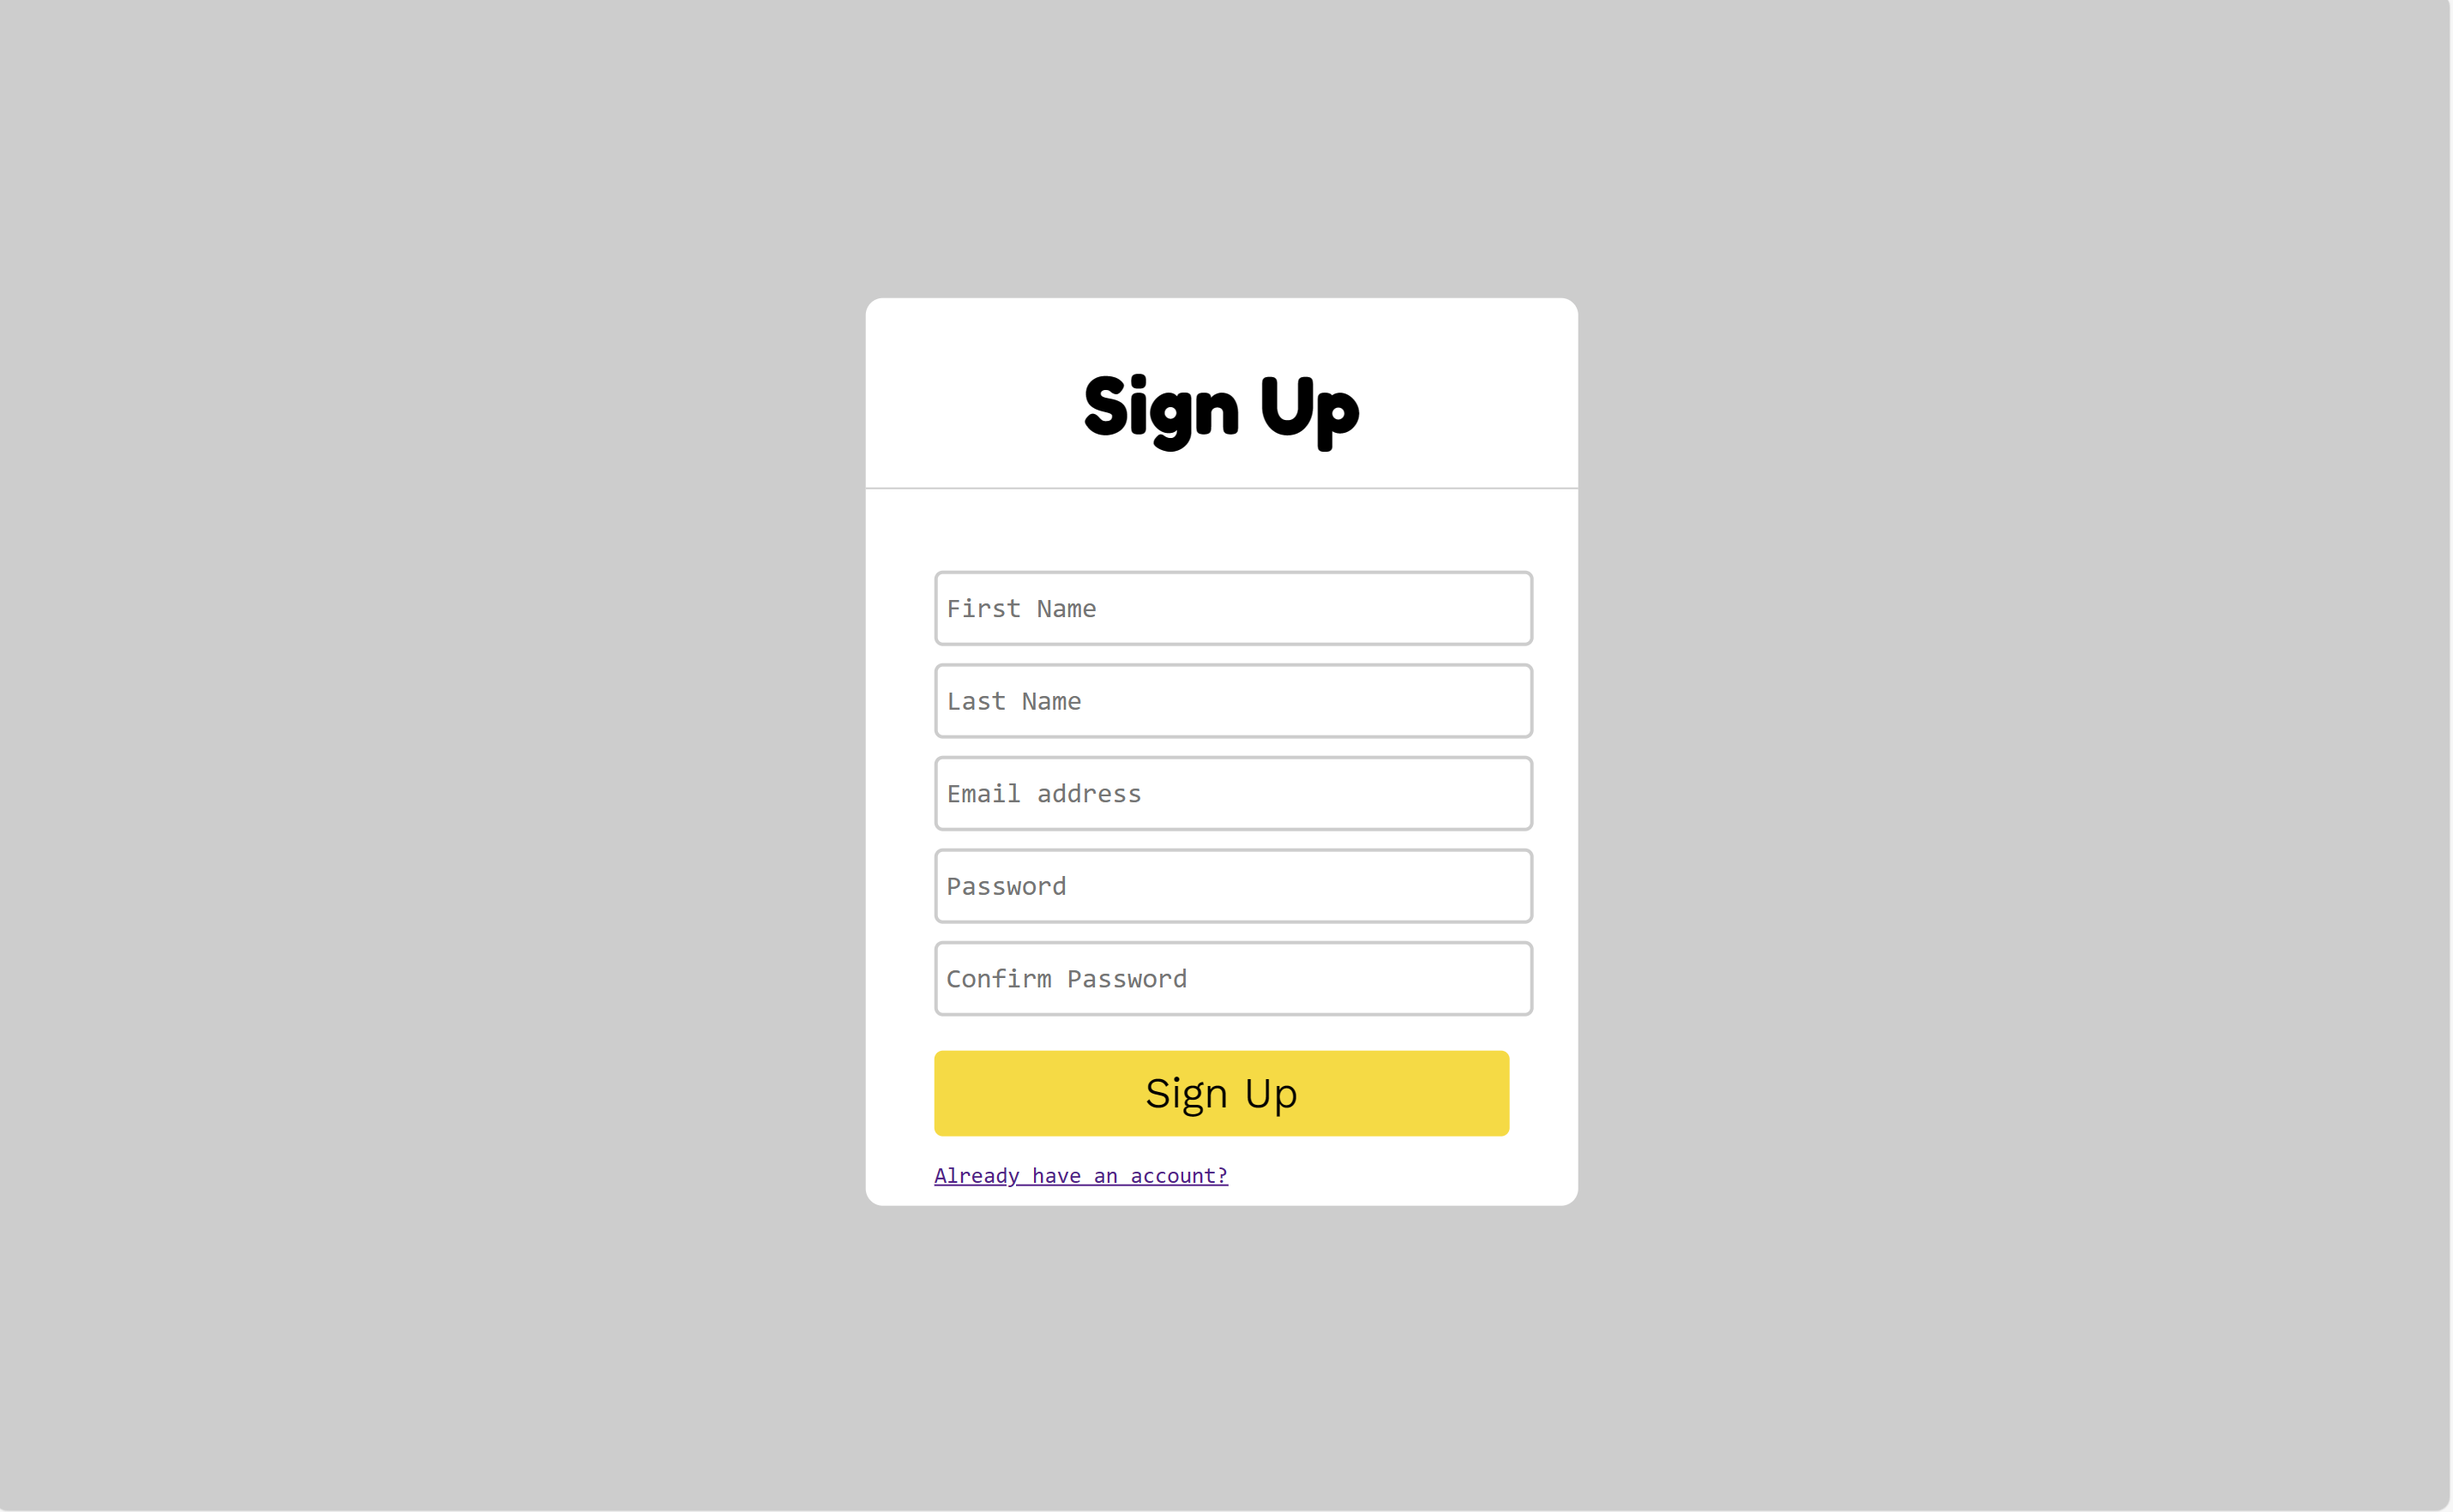 Sign Up
First Name
Last Name
Email address
Password
Confirm Password
Sign Up
Already have an account?